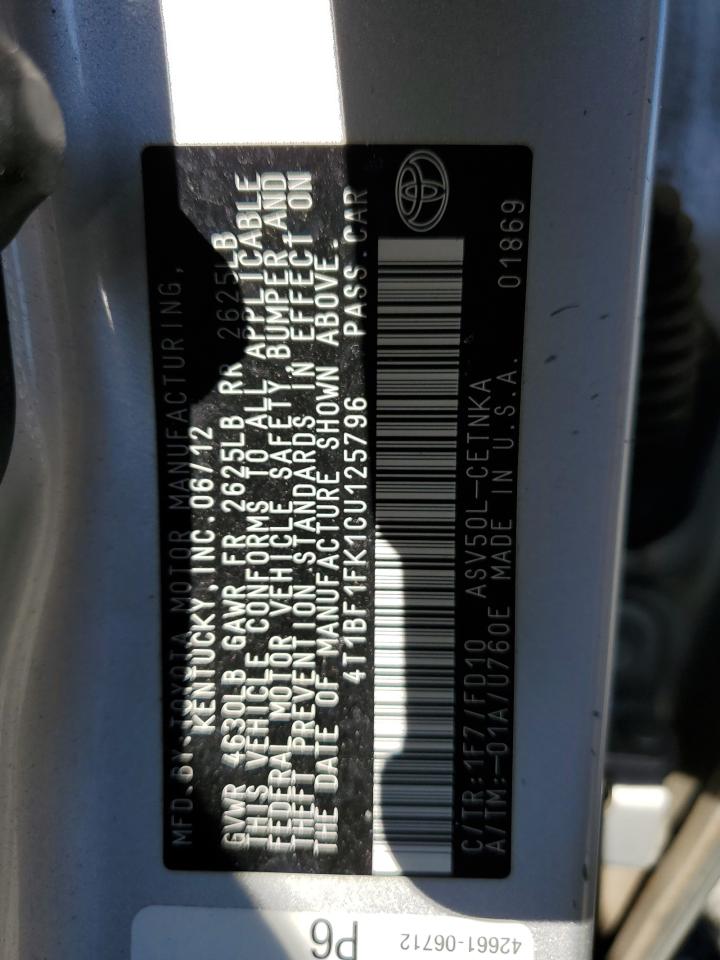 MFD.BY:TOYOTA MOTOR MANUFACTURING,
KENTUCKY, INC. 06/12
GVWR 4630LB GAWR FR 2625LB RR 2625LB
THIS VEHICLE CONFORMS TO ALL APPLICABLE
FEDERAL MOTOR VEHICLE SAFETY, BUMPER AND
THEFT PREVENTION STANDARDS IN EFFECT ON
THE DATE OF MANUFACTURE SHOWN ABOVE.
4T1BF1FK1CU125796 PASS.CAR
C/TR:1F7/FD10 ASV50L-CETNKA
A/TM:-01A/U760E MADE IN U.S.A. 01869
P6
42661-06712